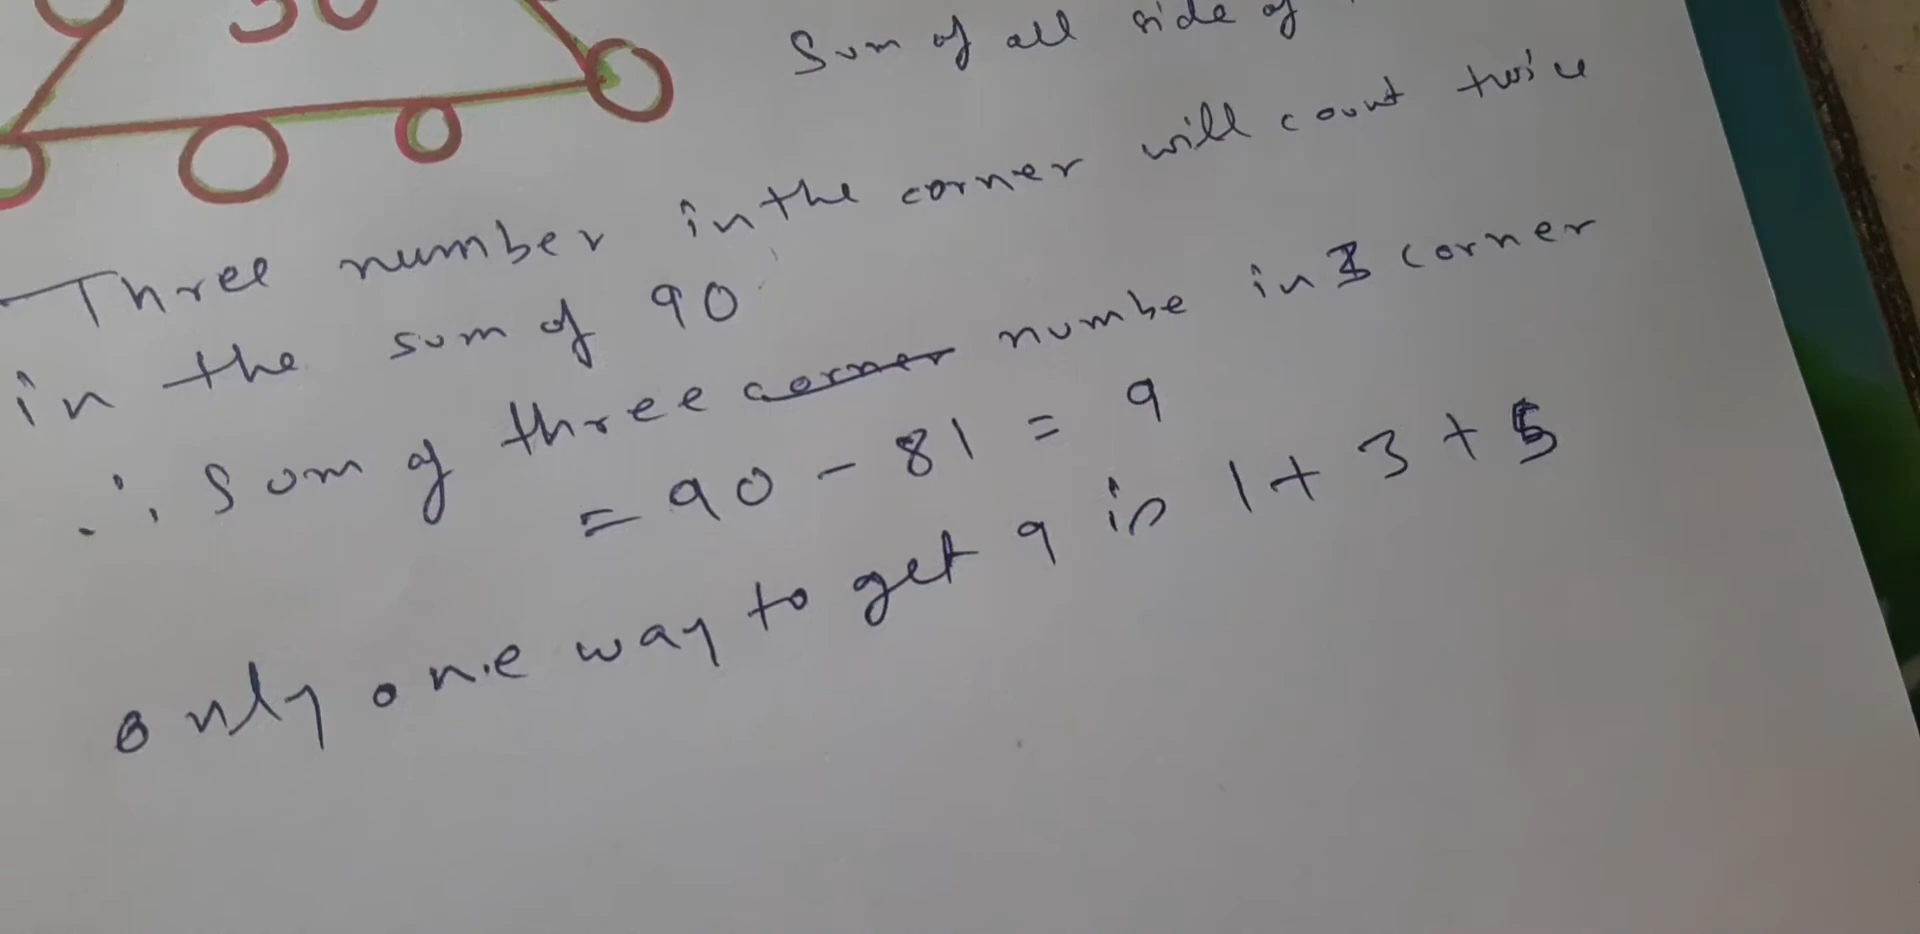 30
Sum of all side of
Three number in the corner will count twice
in the sum of 90
∴ Sum of three corner numbe in 3 corner
= 90 - 81 = 9
only one way to get 9 is 1 + 3 + 5